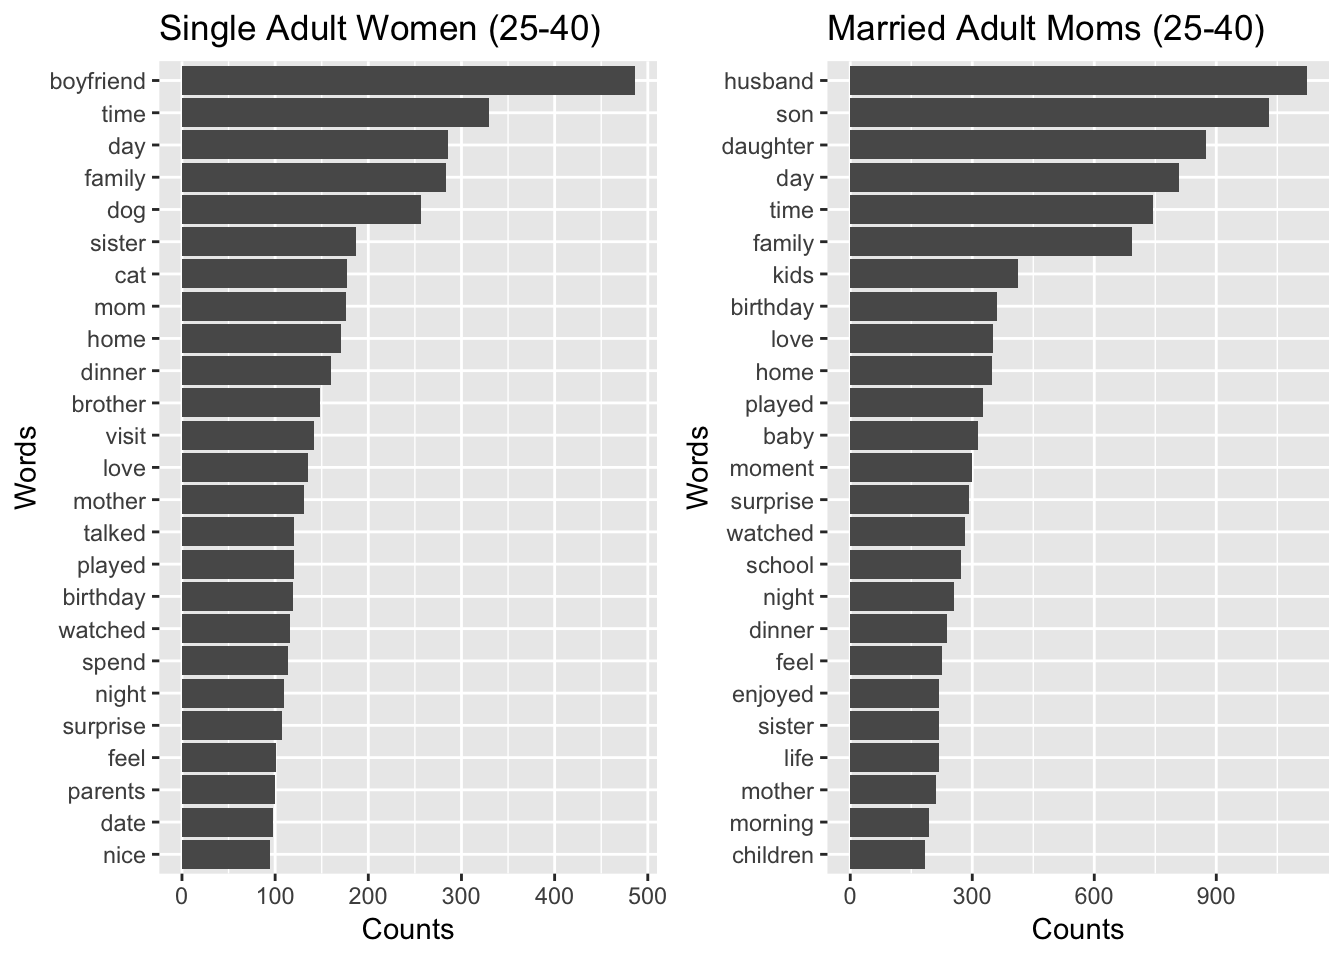 Single Adult Women (25-40)
boyfriend
time
day
family
dog
sister
cat
mom
home
dinner
brother
visit
love
mother
talked
played
birthday
watched
spend
night
surprise
feel
parents
date
nice
Words
0 100 200 300 400 500
Counts
Married Adult Moms (25-40)
husband
son
daughter
day
time
family
kids
birthday
love
home
played
baby
moment
surprise
watched
school
night
dinner
feel
enjoyed
sister
life
mother
morning
children
Words
0 300 600 900
Counts